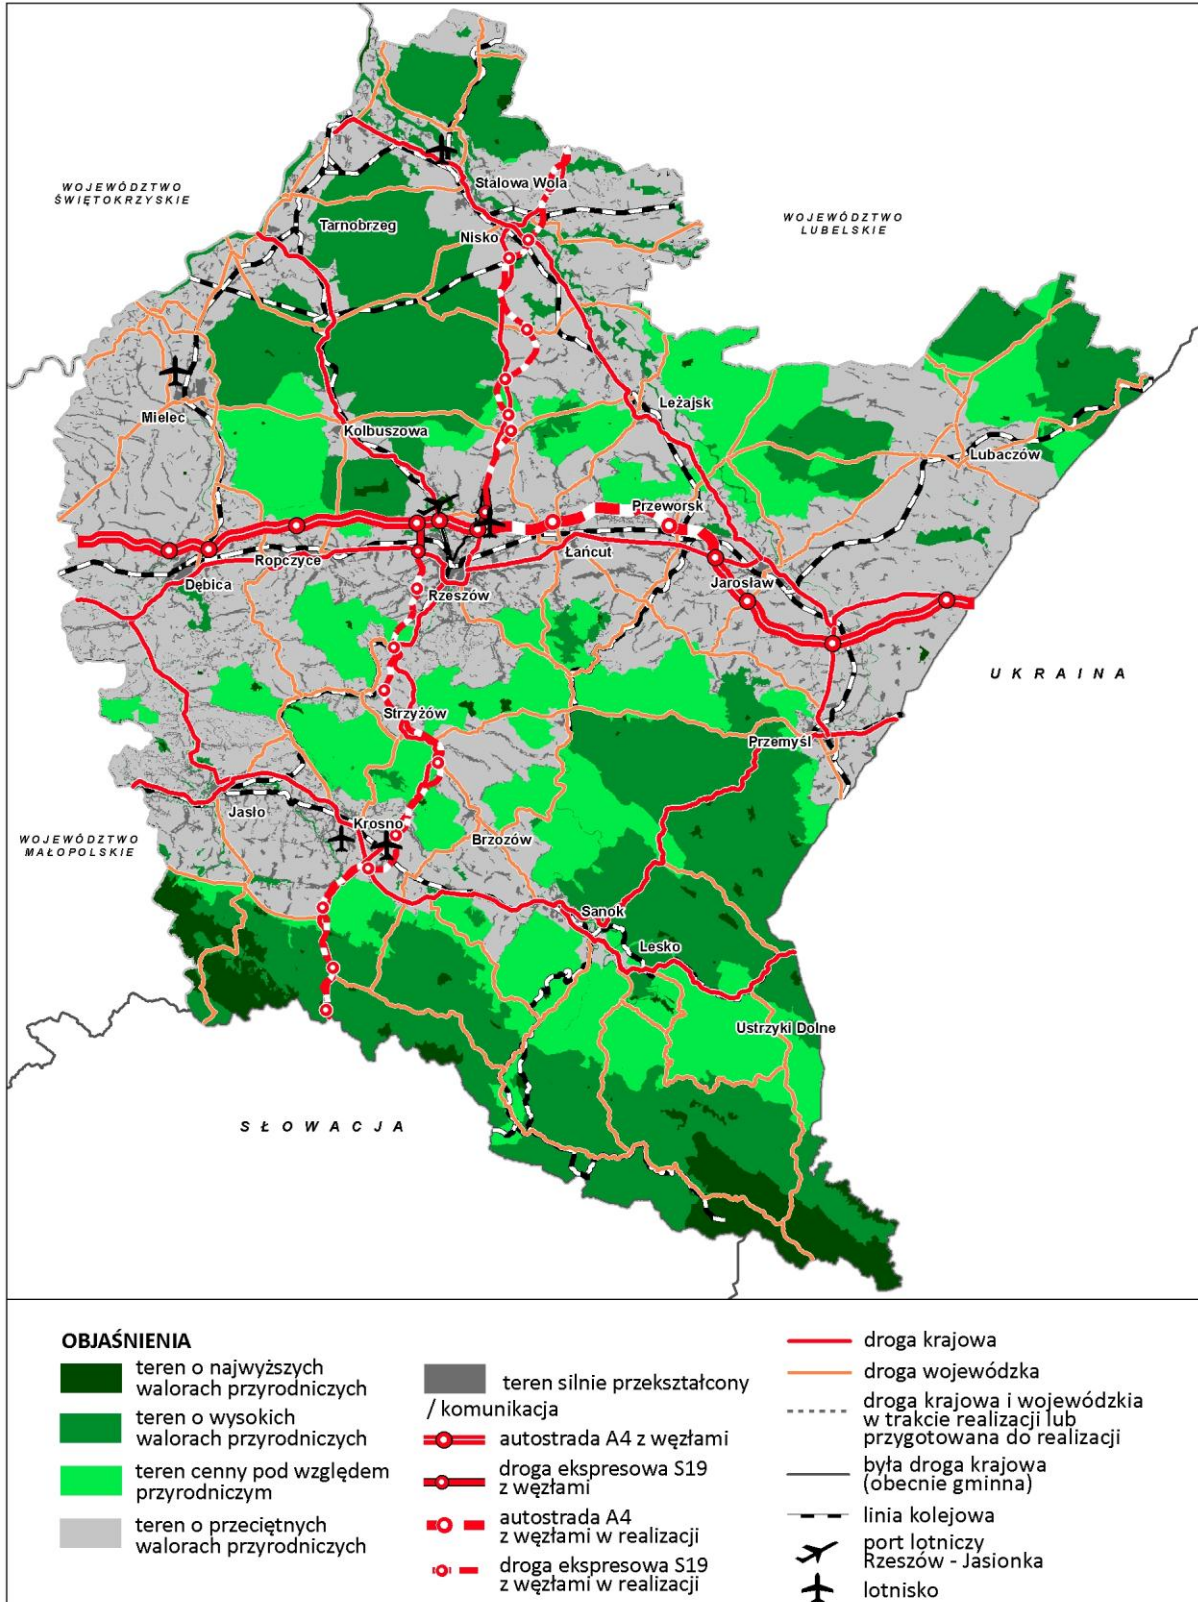 WOJEWÓDZTWO
ŚWIĘTOKRZYSKIE
WOJEWÓDZTWO
LUBELSKIE
Stalowa Wola
Tarnobrzeg
Nisko
Mielec
Kolbuszowa
Leżajsk
Lubaczów
Przeworsk
Ropczyce
Łańcut
Dębica
Rzeszów
Jarosław
UKRAINA
Strzyżów
Przemyśl
Jasło
Krosno
WOJEWÓDZTWO
MAŁOPOLSKIE
Brzozów
Sanok
Lesko
Ustrzyki Dolne
SŁOWACJA
OBJAŚNIENIA
teren o najwyższych
walorach przyrodniczych
teren o wysokich
walorach przyrodniczych
teren cenny pod względem
przyrodniczym
teren o przeciętnych
walorach przyrodniczych
teren silnie przekształcony
/ komunikacja
autostrada A4 z węzłami
droga ekspresowa S19
z węzłami
autostrada A4
z węzłami w realizacji
droga ekspresowa S19
z węzłami w realizacji
droga krajowa
droga wojewódzka
droga krajowa i wojewódzkia
w trakcie realizacji lub
przygotowana do realizacji
była droga krajowa
(obecnie gminna)
linia kolejowa
port lotniczy
Rzeszów - Jasionka
lotnisko